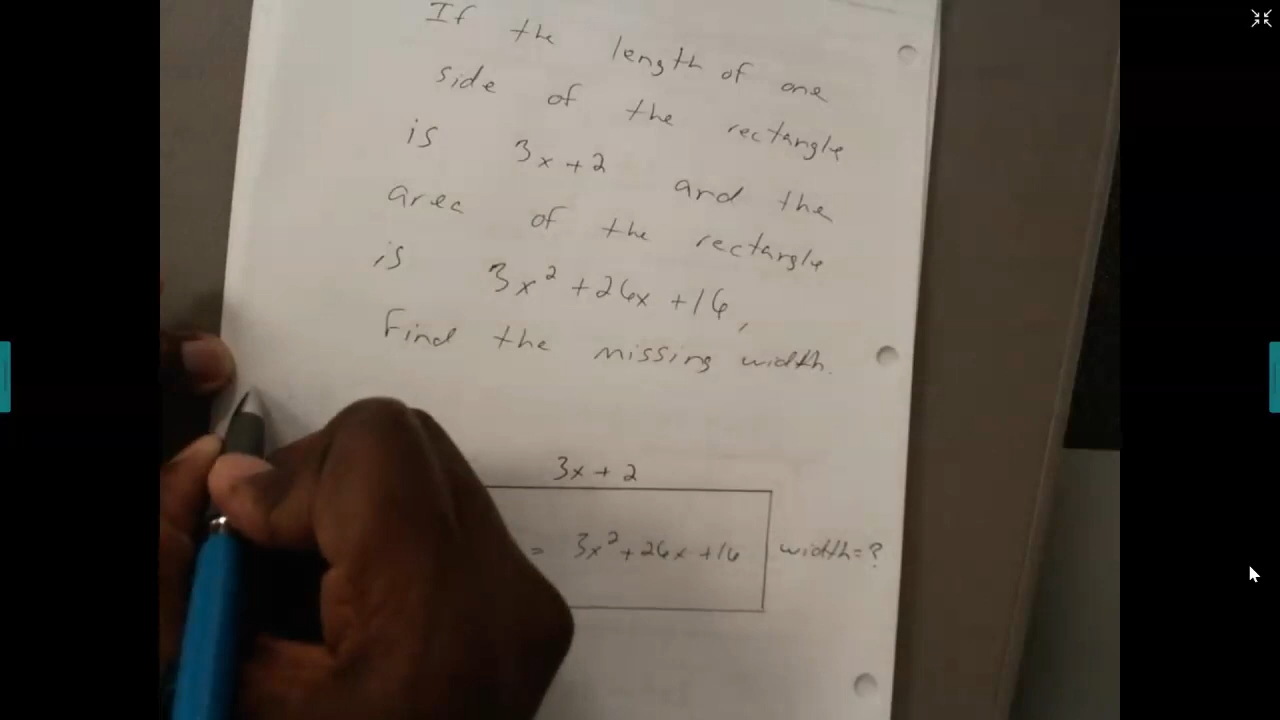 If the length of one
side of the rectangle
is 3x+2 and the
area of the rectangle
is 3x² + 26x + 16,
Find the missing width.
3x + 2
= 3x² + 26x + 16 width=?